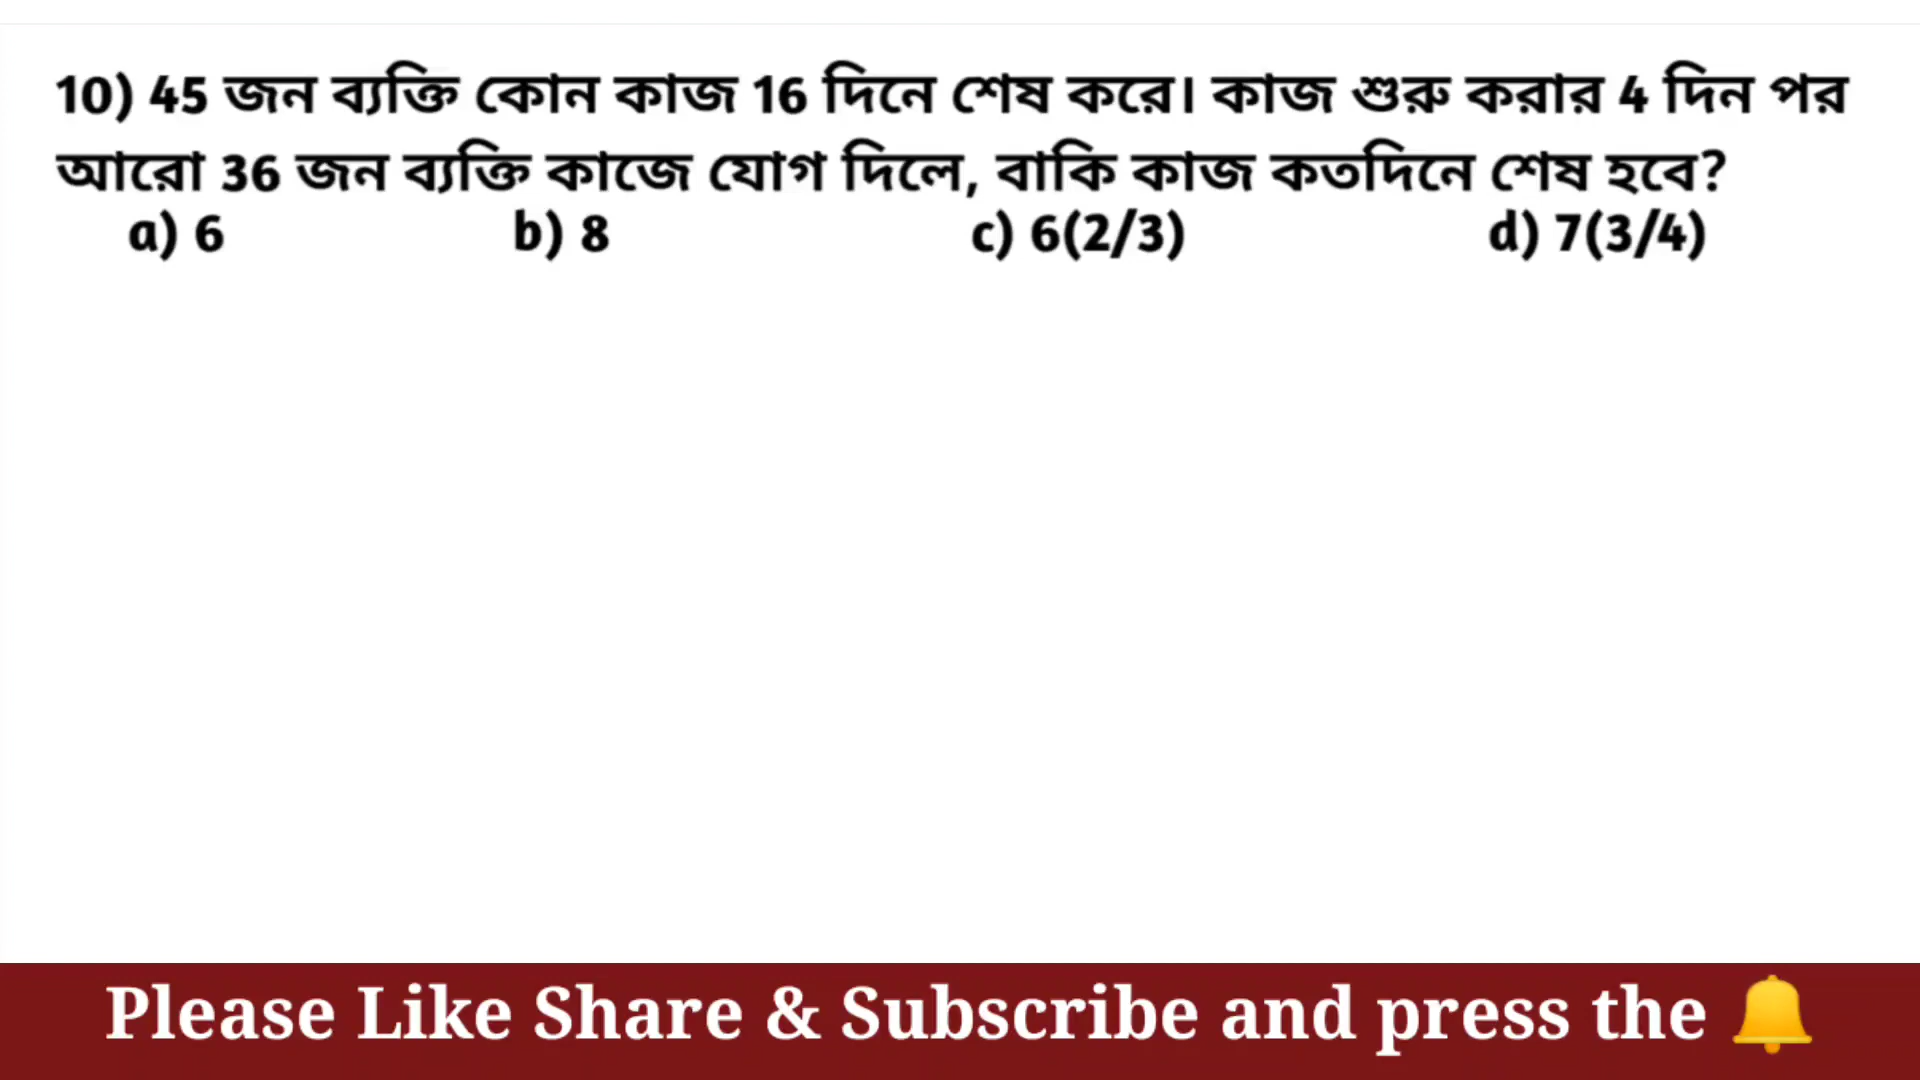 10) 45 জন ব্যক্তি কোন কাজ 16 দিনে শেষ করে। কাজ শুরু করার 4 দিন পর
আরো 36 জন ব্যক্তি কাজে যোগ দিলে, বাকি কাজ কতদিনে শেষ হবে?
a) 6 b) 8 c) 6(2/3) d) 7(3/4)
Please Like Share & Subscribe and press the 🔔